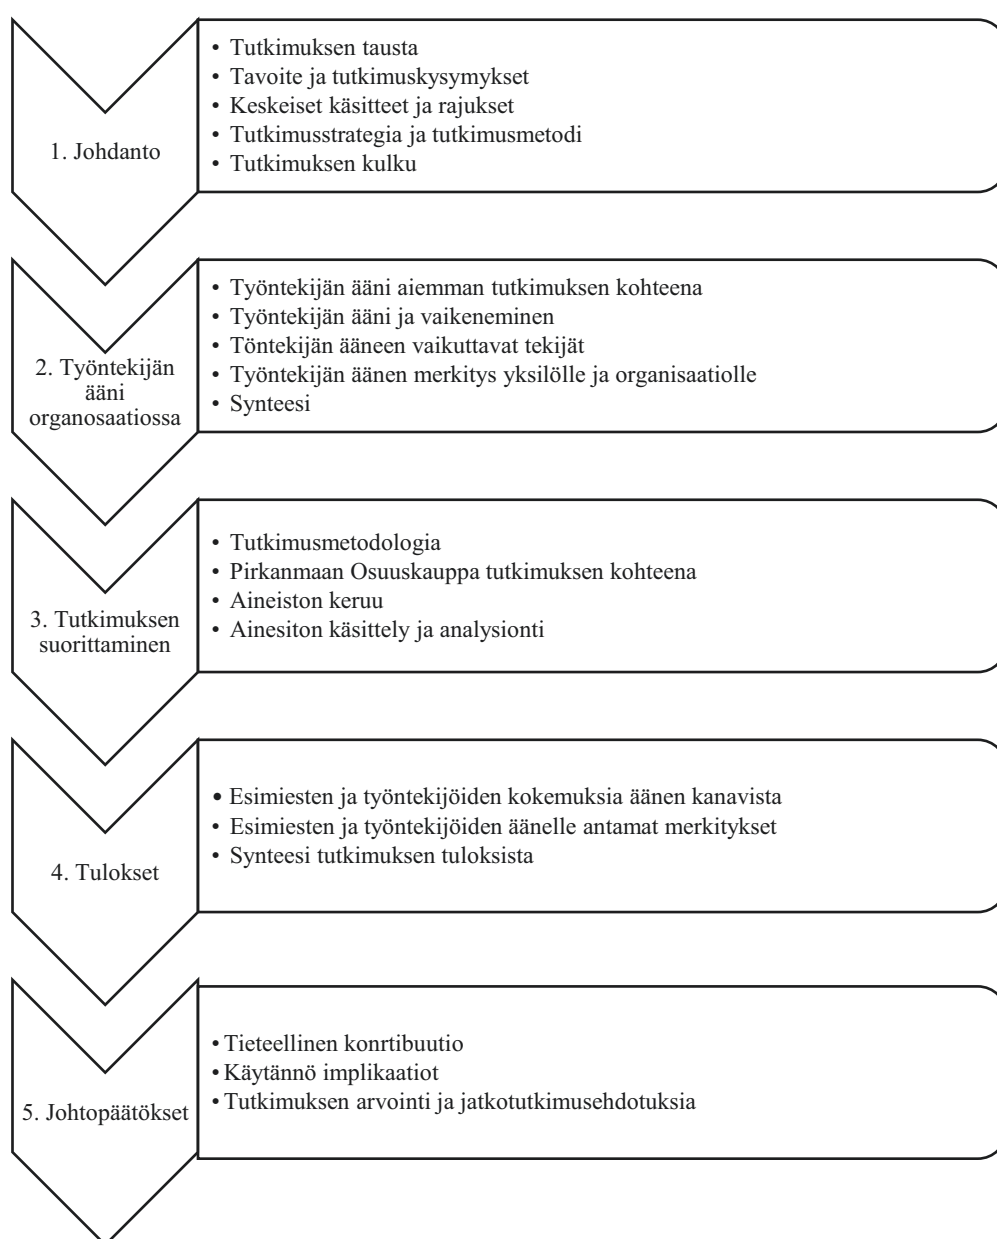 1. Johdanto
• Tutkimuksen tausta
• Tavoite ja tutkimuskysymykset
• Keskeiset käsitteet ja rajukset
• Tutkimusstrategia ja tutkimusmetodi
• Tutkimuksen kulku
2. Työntekijän
ääni
organosaatiossa
• Työntekijän ääni aiemman tutkimuksen kohteena
• Työntekijän ääni ja vaikeneminen
• Töntekijän ääneen vaikuttavat tekijät
• Työntekijän äänen merkitys yksilölle ja organisaatiolle
• Synteesi
3. Tutkimuksen
suorittaminen
• Tutkimusmetodologia
• Pirkanmaan Osuuskauppa tutkimuksen kohteena
• Aineiston keruu
• Ainesiton käsittely ja analysionti
4. Tulokset
• Esimiesten ja työntekijöiden kokemuksia äänen kanavista
• Esimiesten ja työntekijöiden äänelle antamat merkitykset
• Synteesi tutkimuksen tuloksista
5. Johtopäätökset
• Tieteellinen konrtibuutio
• Käytännö implikaatiot
• Tutkimuksen arvointi ja jatkotutkimusehdotuksia